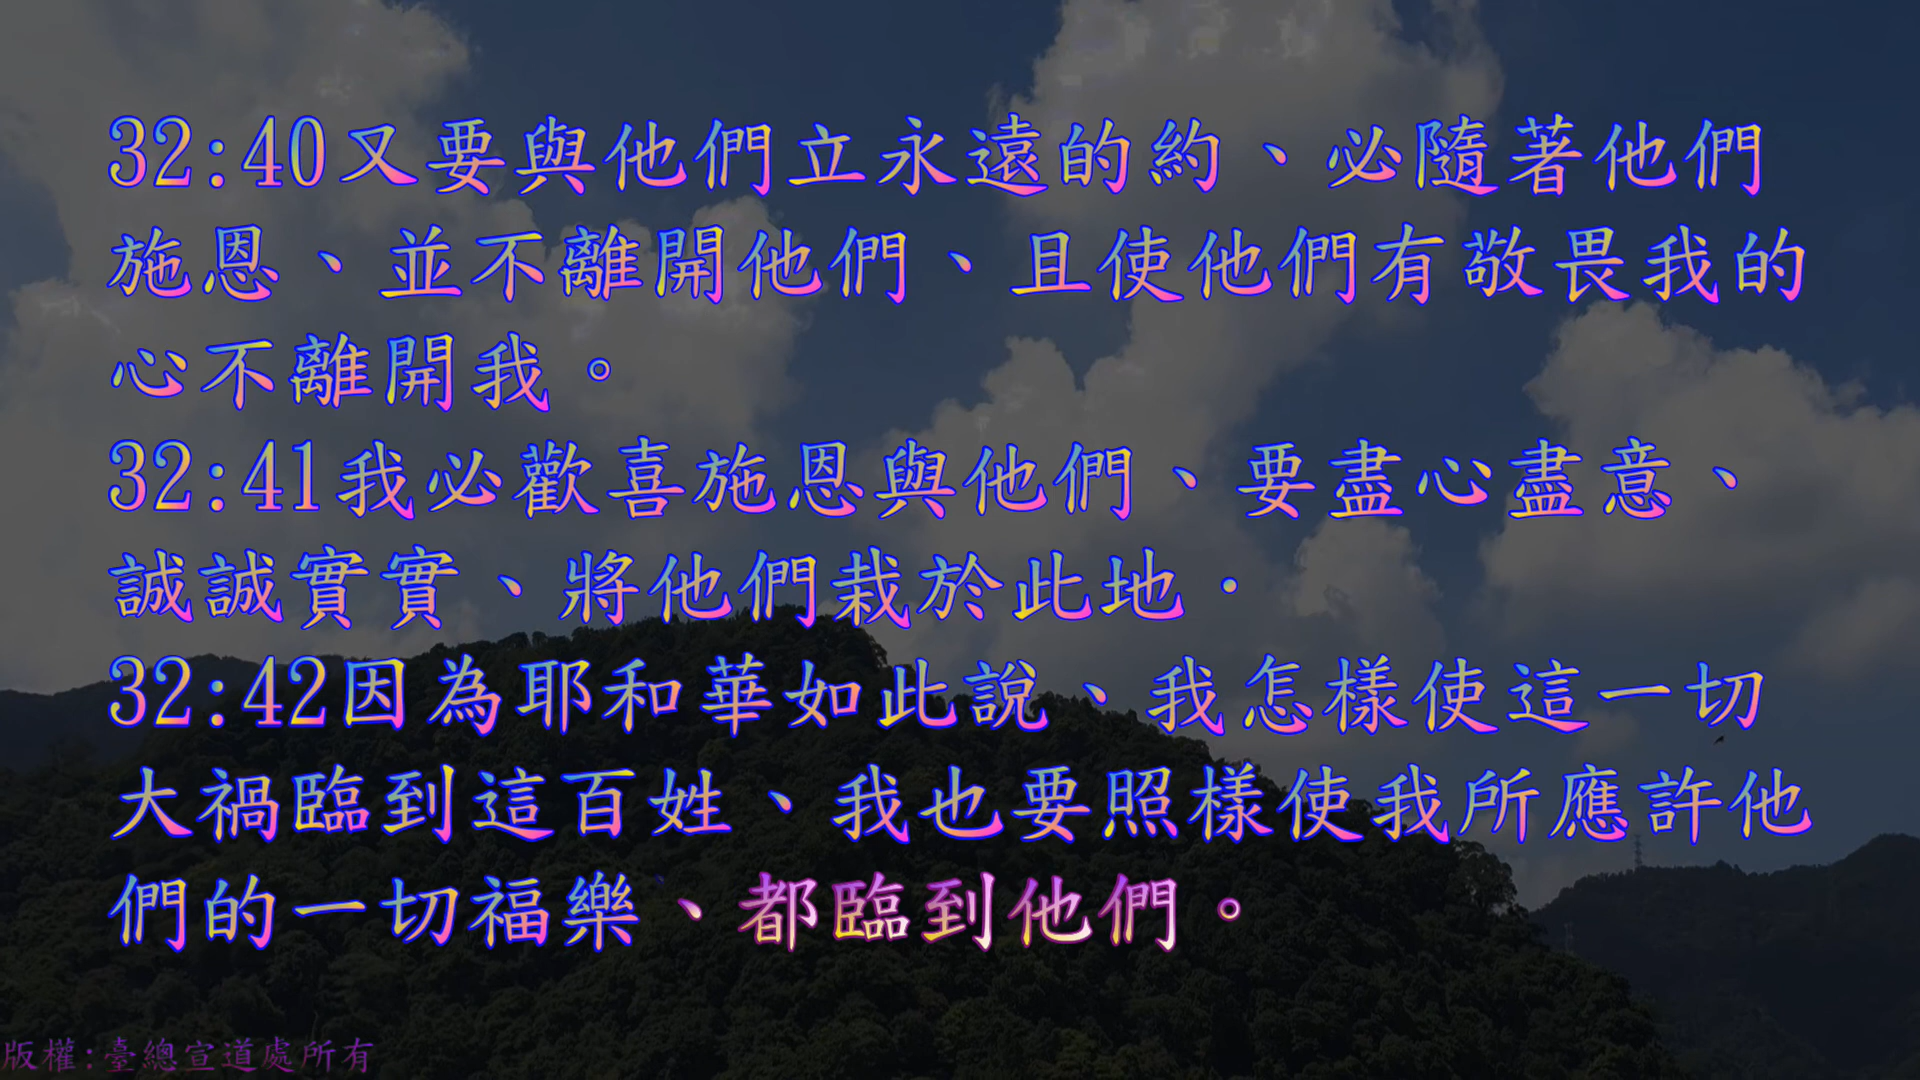 32:40又要與他們立永遠的約、必隨著他們
施恩、並不離開他們、且使他們有敬畏我的
心不離開我。
32:41我必歡喜施恩與他們、要盡心盡意、
誠誠實實、將他們栽於此地．
32:42因為耶和華如此說、我怎樣使這一切
大禍臨到這百姓、我也要照樣使我所應許他
們的一切福樂、都臨到他們。
版權:臺總宣道處所有